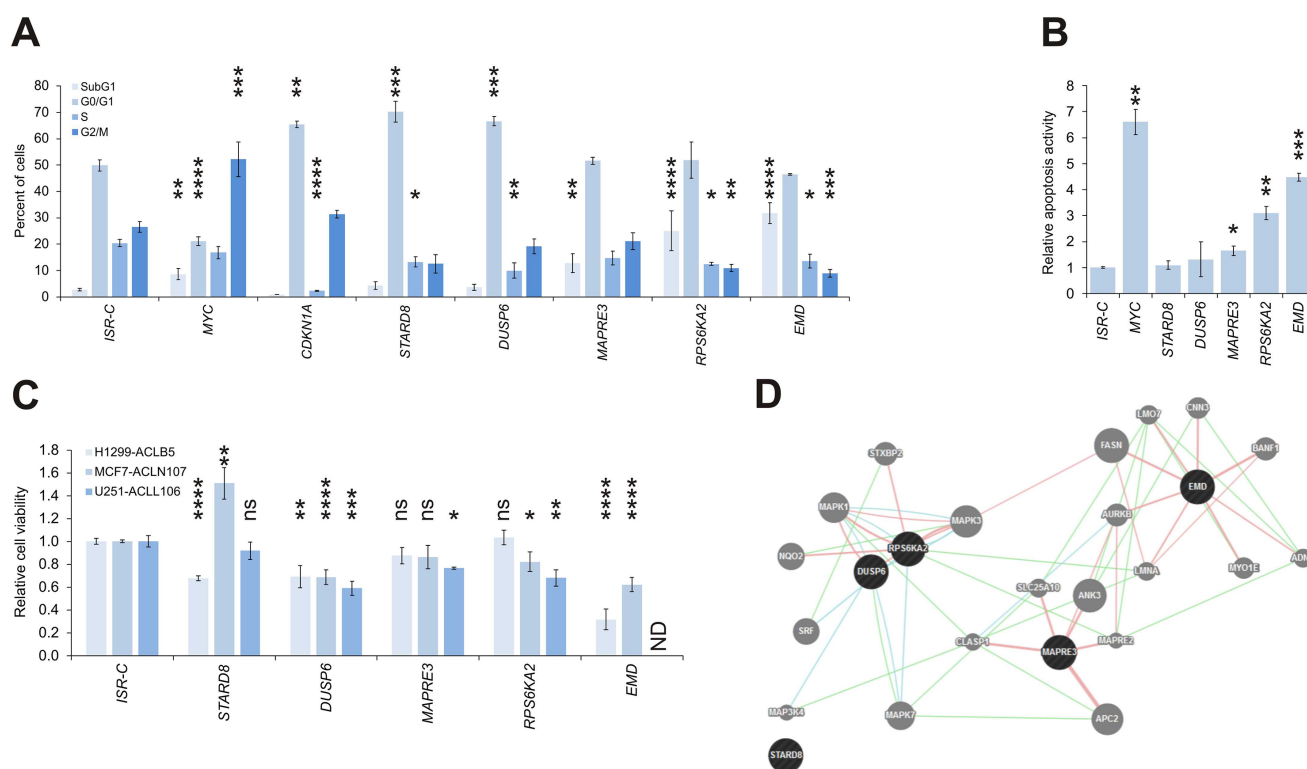 A
SubG1
G0/G1
S
G2/M
Percent of cells
80
70
60
50
40
30
20
10
0
** **** *** ** **** *** * *** ** ** **** * ** **** * ***
ISR-C MYC CDKN1A STARD8 DUSP6 MAPRE3 RPS6KA2 EMD
B
Relative apoptosis activity
8
7
6
5
4
3
2
1
0
** * ** ***
ISR-C MYC STARD8 DUSP6 MAPRE3 RPS6KA2 EMD
C
H1299-ACLB5
MCF7-ACLN107
U251-ACLL106
Relative cell viability
1.8
1.6
1.4
1.2
1.0
0.8
0.6
0.4
0.2
0.0
**** ** ns ** **** *** ns ns * ns * ** **** **** ND
ISR-C STARD8 DUSP6 MAPRE3 RPS6KA2 EMD
D
LMO7 CNN3
FASN
STXBP2 BANF1
EMD
MAPK1 AURKB
MAPK3
RPS6KA2
NQO2 ADN
DUSP6 LMNA MYO1E
SLC25A10 ANK3
SRF CLASP1 MAPRE2
MAPRE3
MAP3K4 MAPK7 APC2
STARD8